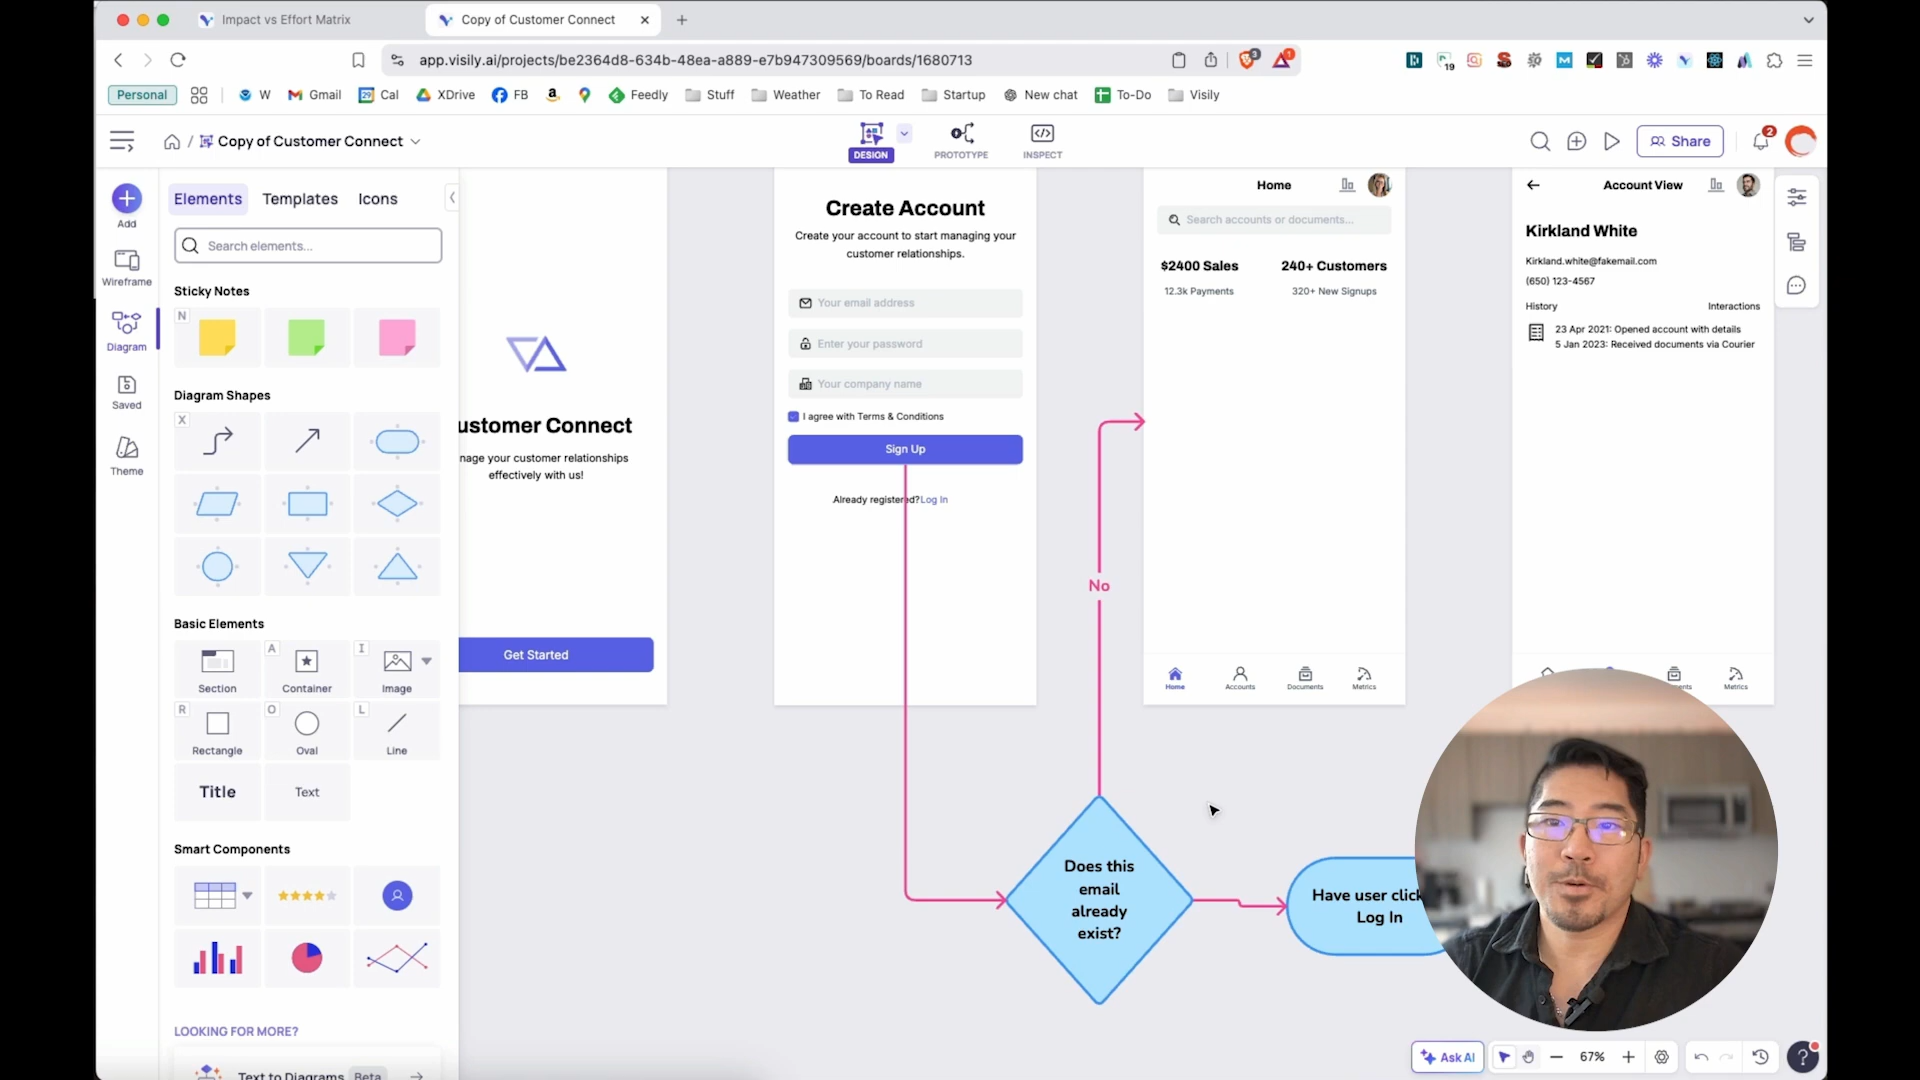 Impact vs Effort Matrix
Copy of Customer Connect
app.visily.ai/projects/be2364d8-634b-48ea-a889-e7b947309569/boards/1680713
3
1
19
Personal
W
Gmail
29
Cal
XDrive
FB
Feedly
Stuff
Weather
To Read
Startup
New chat
To-Do
Visily
/
Copy of Customer Connect
DESIGN
PROTOTYPE
INSPECT
Share
2
Add
Wireframe
Diagram
Saved
Theme
Elements
Templates
Icons
Search elements...
Sticky Notes
N
Diagram Shapes
X
Basic Elements
Section
A
Container
I
Image
R
Rectangle
O
Oval
L
Line
Title
Text
Smart Components
LOOKING FOR MORE?
Text to Diagrams
Beta
ustomer Connect
nage your customer relationships
effectively with us!
Get Started
Create Account
Create your account to start managing your
customer relationships.
Your email address
Enter your password
Your company name
I agree with Terms & Conditions
Sign Up
Already registered? Log In
Home
Search accounts or documents...
$2400 Sales
12.3k Payments
240+ Customers
320+ New Signups
Home
Accounts
Documents
Metrics
Account View
Kirkland White
Kirkland.white@fakemail.com
(650) 123-4567
History
Interactions
23 Apr 2021: Opened account with details
5 Jan 2023: Received documents via Courier
ents
Metrics
No
Does this
email
already
exist?
Have user click
Log In
Ask AI
67%
?